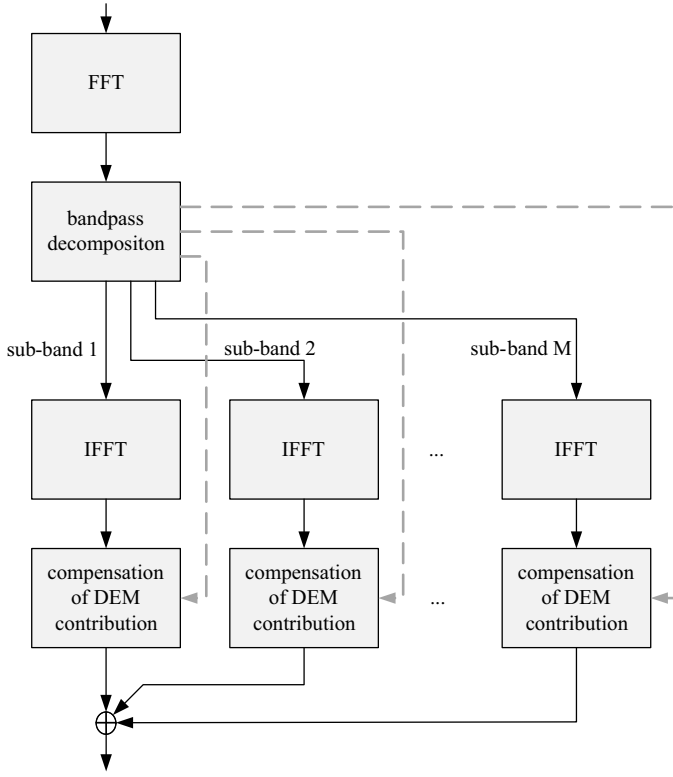 FFT
bandpass
decompositon
sub-band 1
sub-band 2
sub-band M
IFFT
IFFT
...
IFFT
compensation
of DEM
contribution
compensation
of DEM
contribution
...
compensation
of DEM
contribution